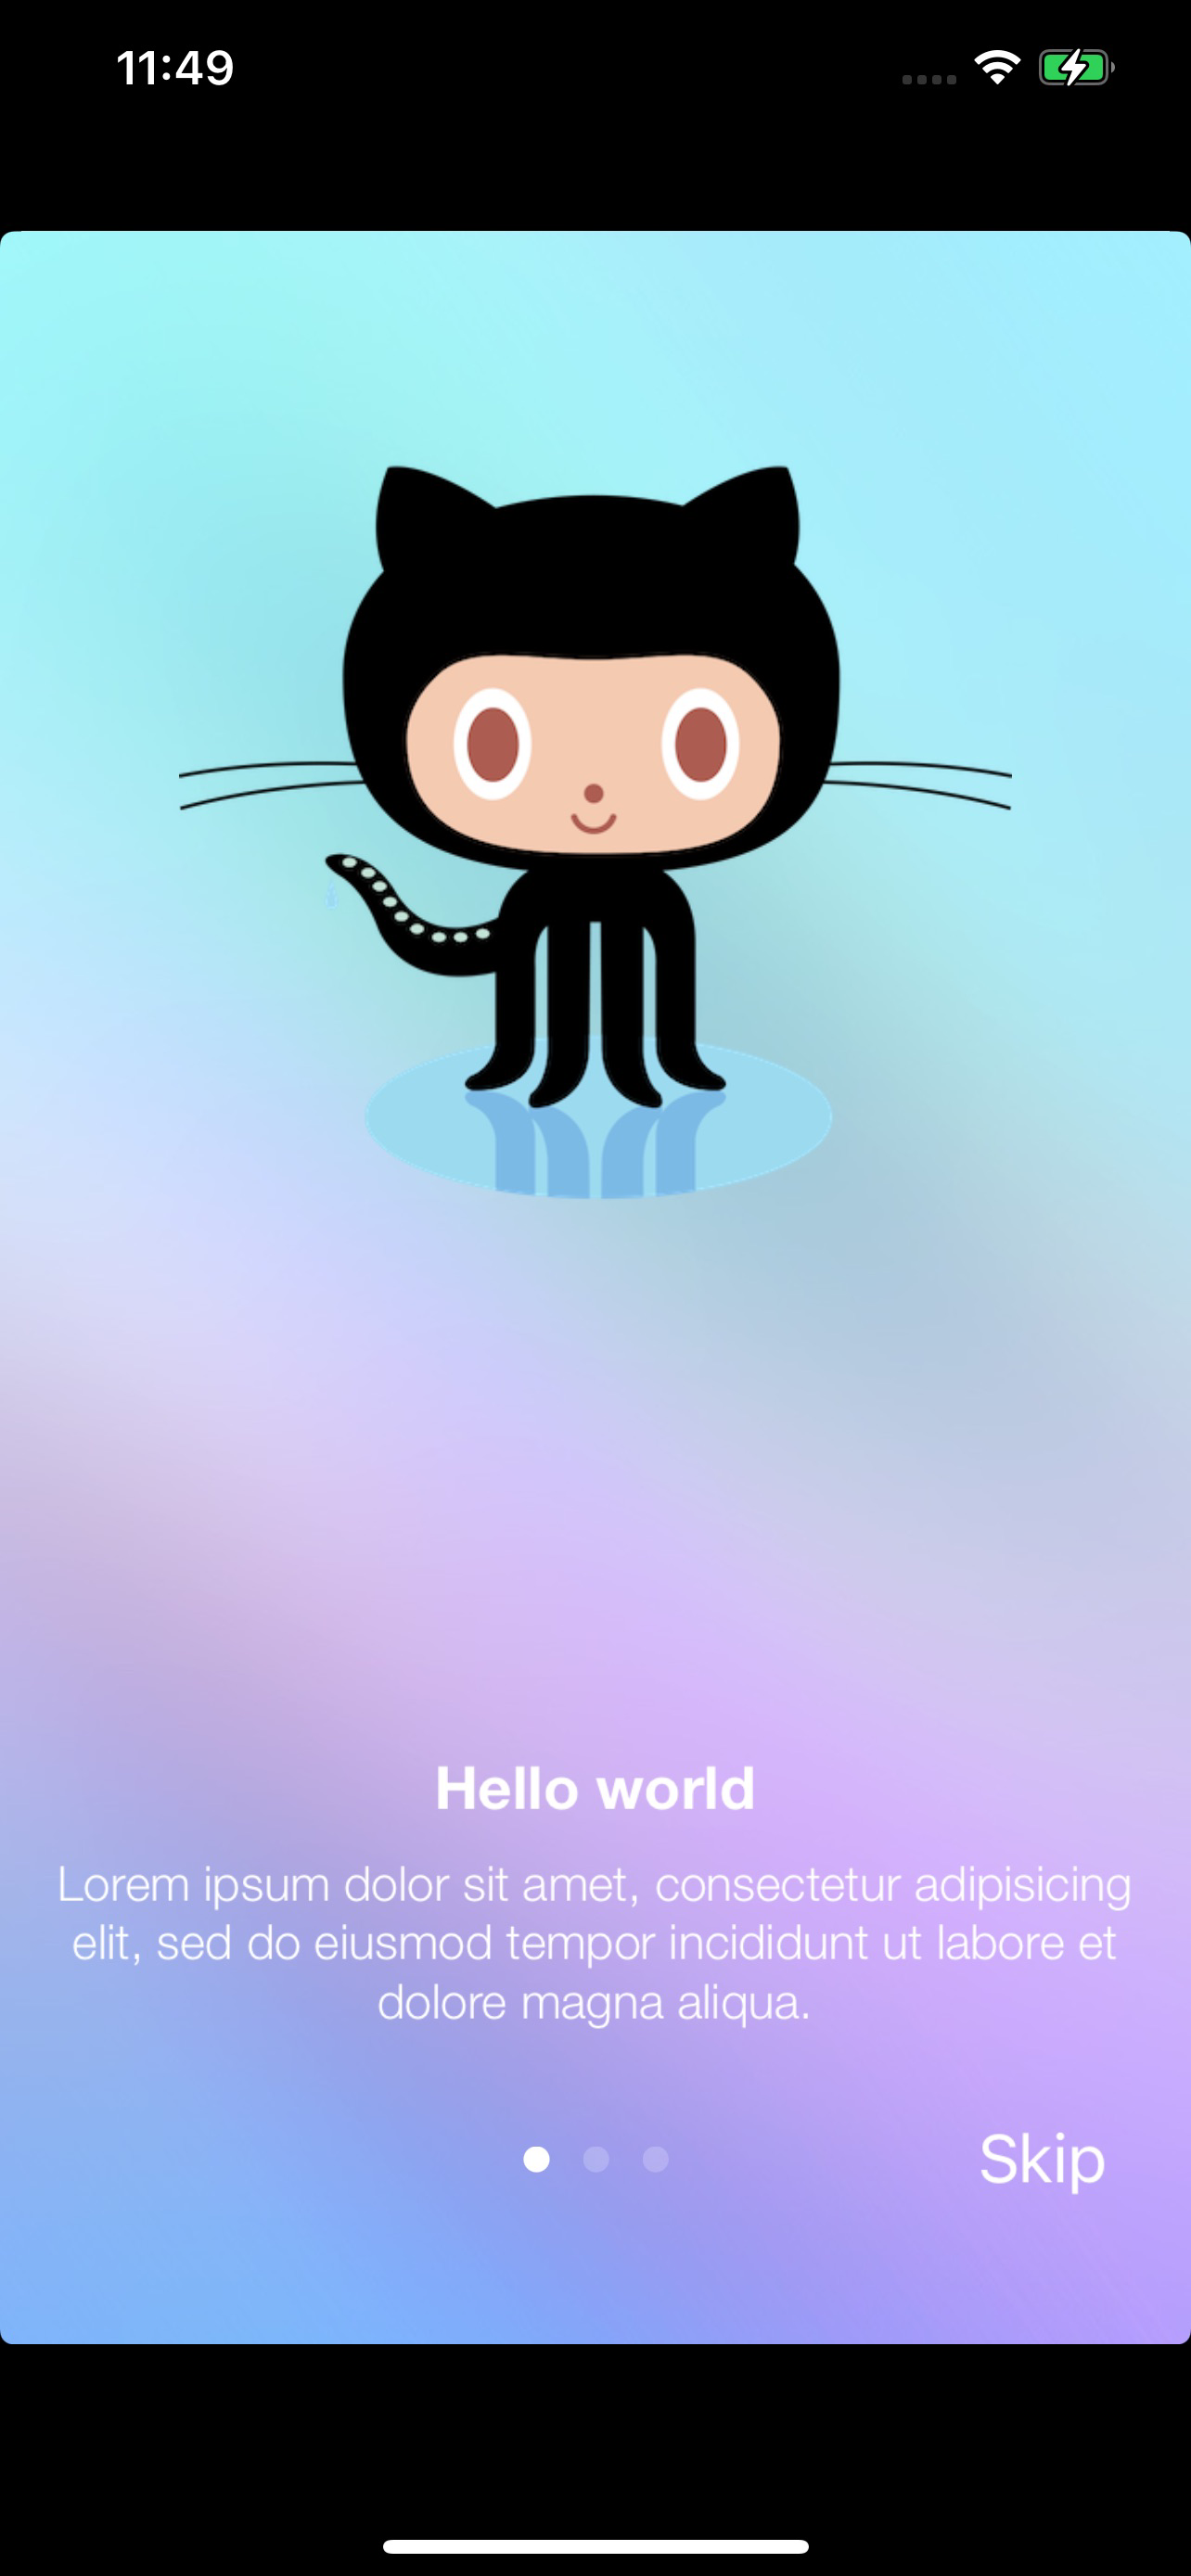 11:49
Hello world
Lorem ipsum dolor sit amet, consectetur adipisicing
elit, sed do eiusmod tempor incididunt ut labore et
dolore magna aliqua.
Skip